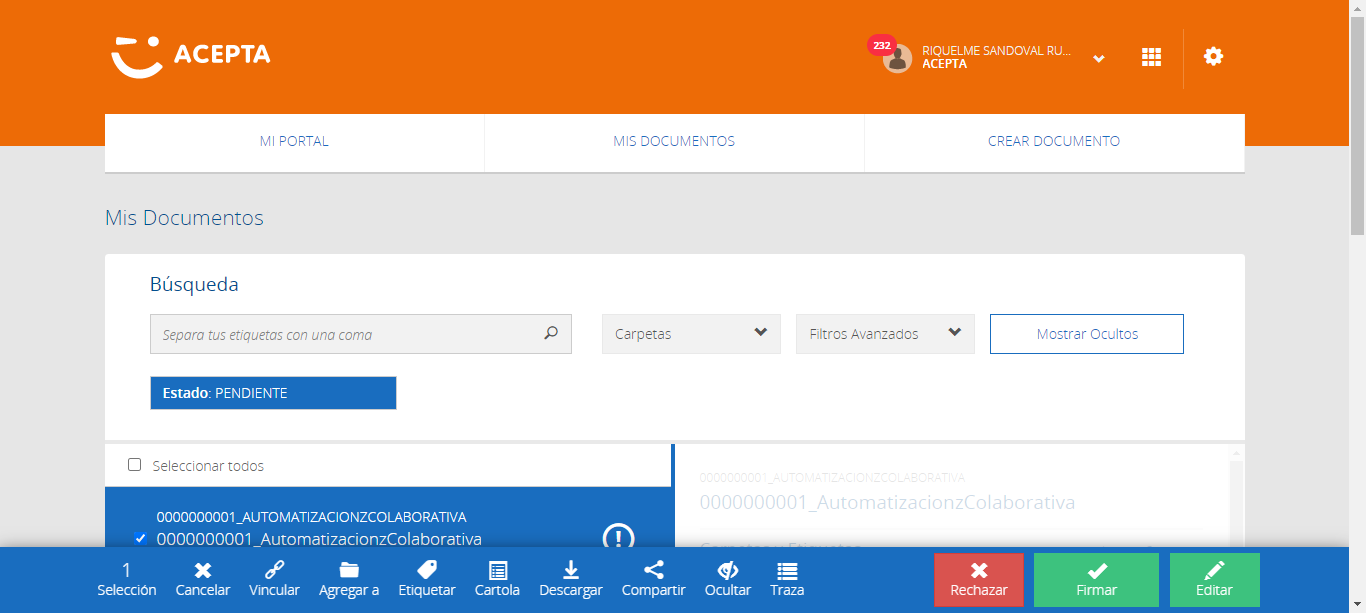 ACEPTA
232
RIQUELME SANDOVAL RU...
ACEPTA
MI PORTAL
MIS DOCUMENTOS
CREAR DOCUMENTO
Mis Documentos
Búsqueda
Separa tus etiquetas con una coma
Carpetas
Filtros Avanzados
Mostrar Ocultos
Estado: PENDIENTE
Seleccionar todos
0000000001_AUTOMATIZACIONZCOLABORATIVA
0000000001_AutomatizacionzColaborativa
0000000001_AUTOMATIZACIONZCOLABORATIVA
0000000001_AutomatizacionzColaborativa
Carpetas y Etiquetas
1
Selección
Cancelar
Vincular
Agregar a
Etiquetar
Cartola
Descargar
Compartir
Ocultar
Traza
Rechazar
Firmar
Editar